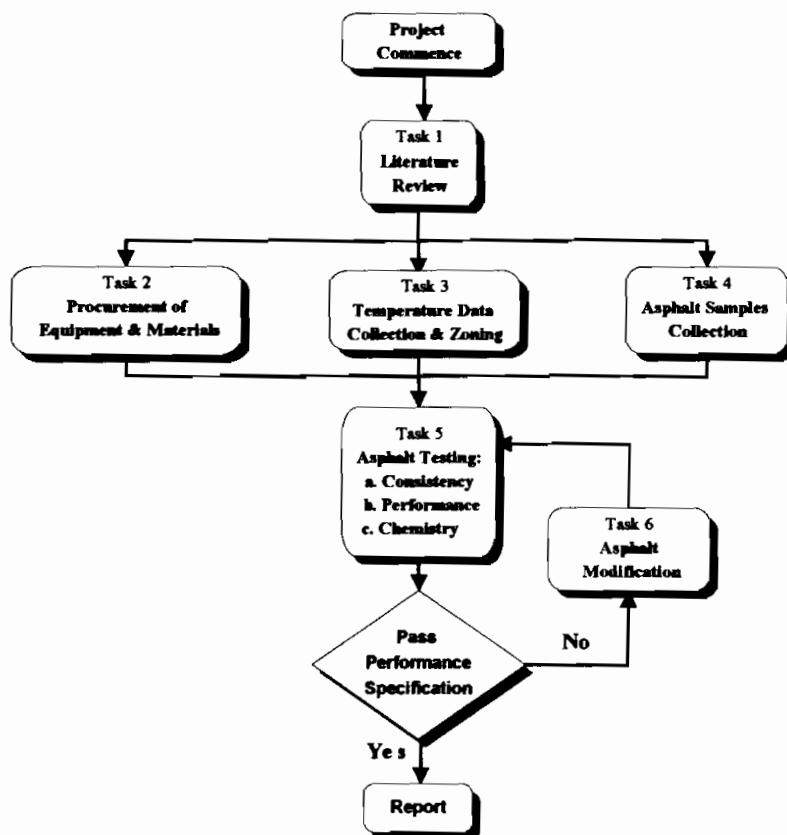 Project
Commence
Task 1
Literature
Review
Task 2
Procurement of
Equipment & Materials
Task 3
Temperature Data
Collection & Zoning
Task 4
Asphalt Samples
Collection
Task 5
Asphalt Testing:
a. Consistency
b. Performance
c. Chemistry
Task 6
Asphalt
Modification
Pass
Performance
Specification
No
Yes
Report